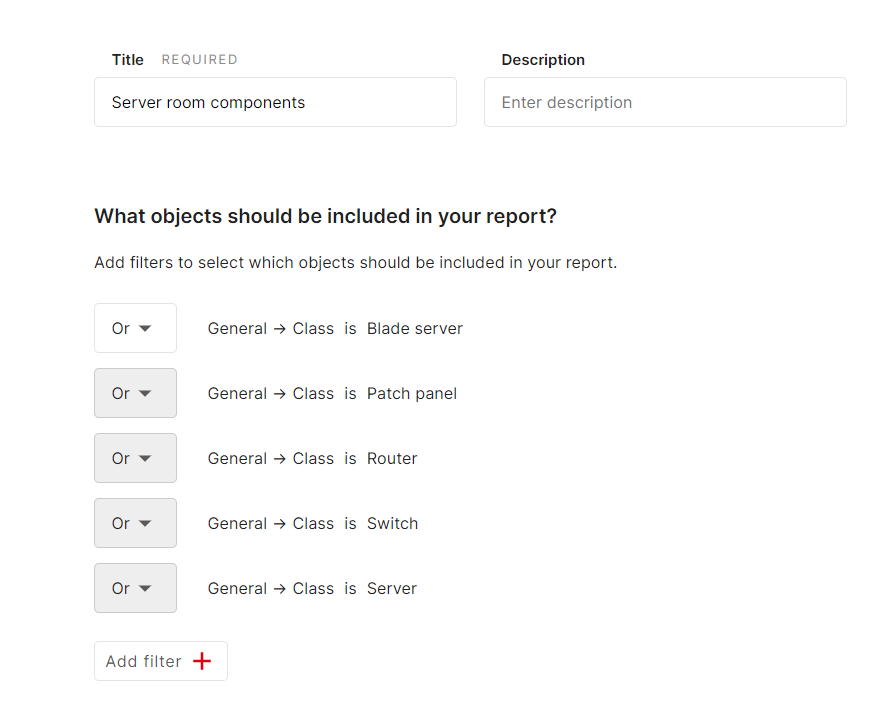 Title REQUIRED Description
Server room components Enter description
What objects should be included in your report?
Add filters to select which objects should be included in your report.
Or General → Class is Blade server
Or General → Class is Patch panel
Or General → Class is Router
Or General → Class is Switch
Or General → Class is Server
Add filter